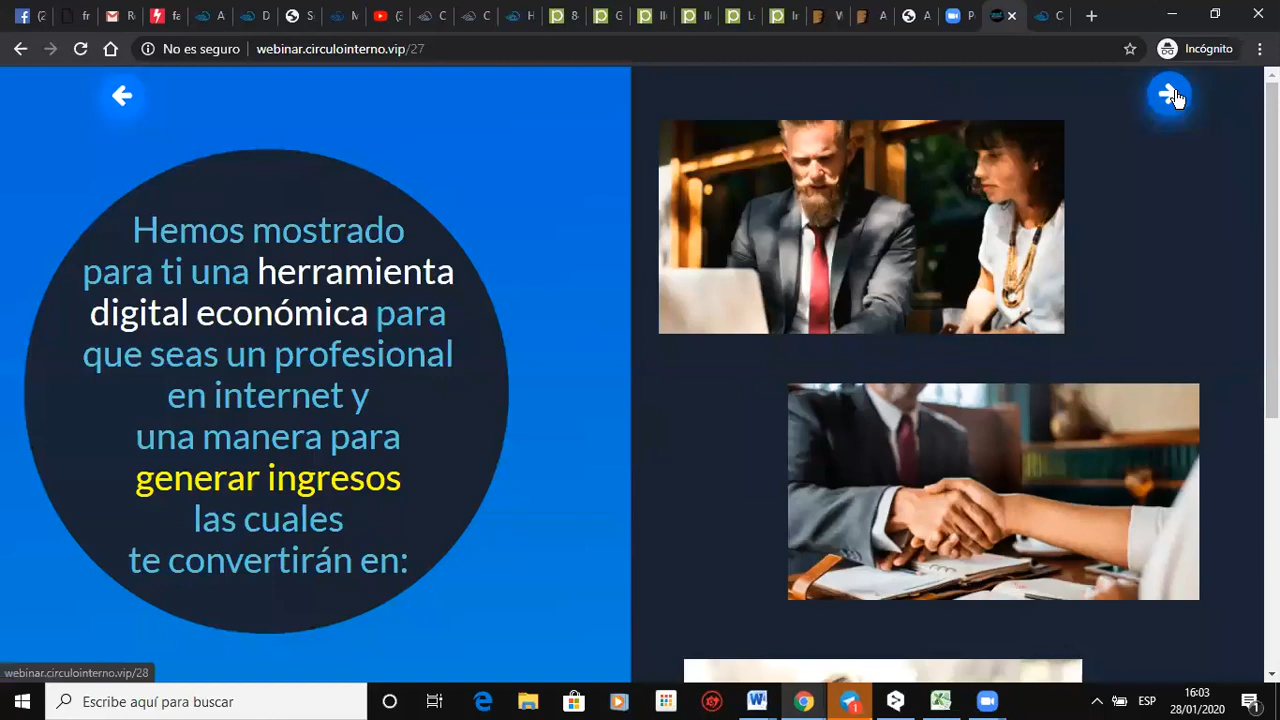 No es seguro
webinar.circulointerno.vip/27
Incógnito
Hemos mostrado
para ti una herramienta
digital económica para
que seas un profesional
en internet y
una manera para
generar ingresos
las cuales
te convertirán en:
webinar.circulointerno.vip/28
Escribe aquí para buscar
ESP
16:03
28/01/2020